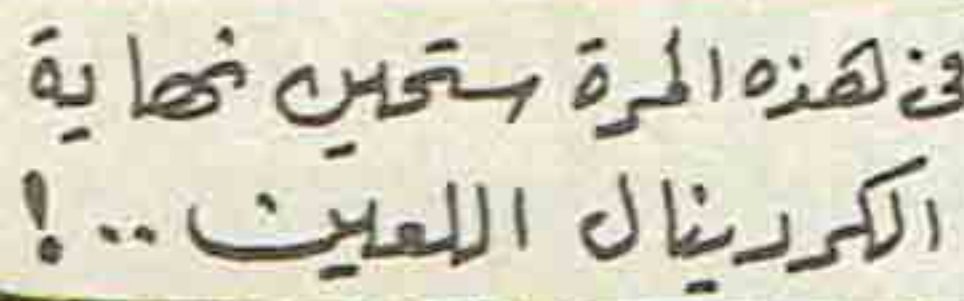 فى هذه المرة ستحين نهاية
الكردينال اللعين ..!